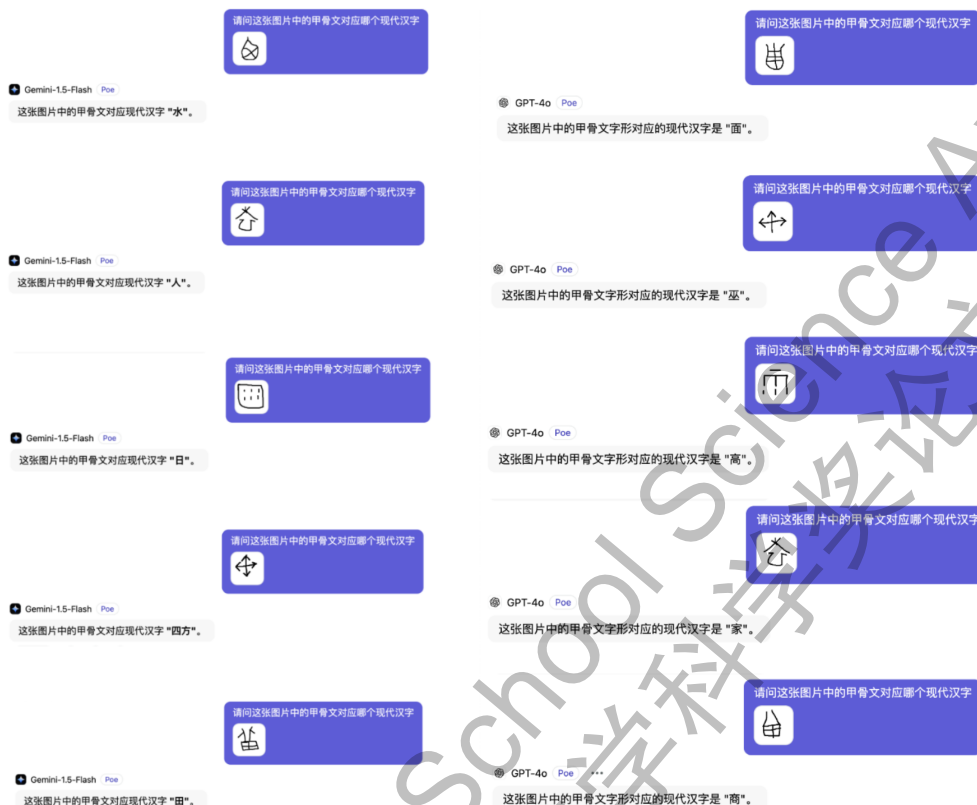 请问这张图片中的甲骨文对应哪个现代汉字
Gemini-1.5-Flash Poe
这张图片中的甲骨文对应现代汉字 "水"。
请问这张图片中的甲骨文对应哪个现代汉字
Gemini-1.5-Flash Poe
这张图片中的甲骨文对应现代汉字 "人"。
请问这张图片中的甲骨文对应哪个现代汉字
Gemini-1.5-Flash Poe
这张图片中的甲骨文对应现代汉字 "日"。
请问这张图片中的甲骨文对应哪个现代汉字
Gemini-1.5-Flash Poe
这张图片中的甲骨文对应现代汉字 "四方"。
请问这张图片中的甲骨文对应哪个现代汉字
Gemini-1.5-Flash Poe
这张图片中的甲骨文对应现代汉字 "田"。
请问这张图片中的甲骨文对应哪个现代汉字
GPT-4o Poe
这张图片中的甲骨文字形对应的现代汉字是 "面"。
请问这张图片中的甲骨文对应哪个现代汉字
GPT-4o Poe
这张图片中的甲骨文字形对应的现代汉字是 "巫"。
请问这张图片中的甲骨文对应哪个现代汉字
GPT-4o Poe
这张图片中的甲骨文字形对应的现代汉字是 "高"。
请问这张图片中的甲骨文对应哪个现代汉字
GPT-4o Poe
这张图片中的甲骨文字形对应的现代汉字是 "家"。
请问这张图片中的甲骨文对应哪个现代汉字
GPT-4o Poe •••
这张图片中的甲骨文字形对应的现代汉字是 "商"。
School Science
学科学奖论